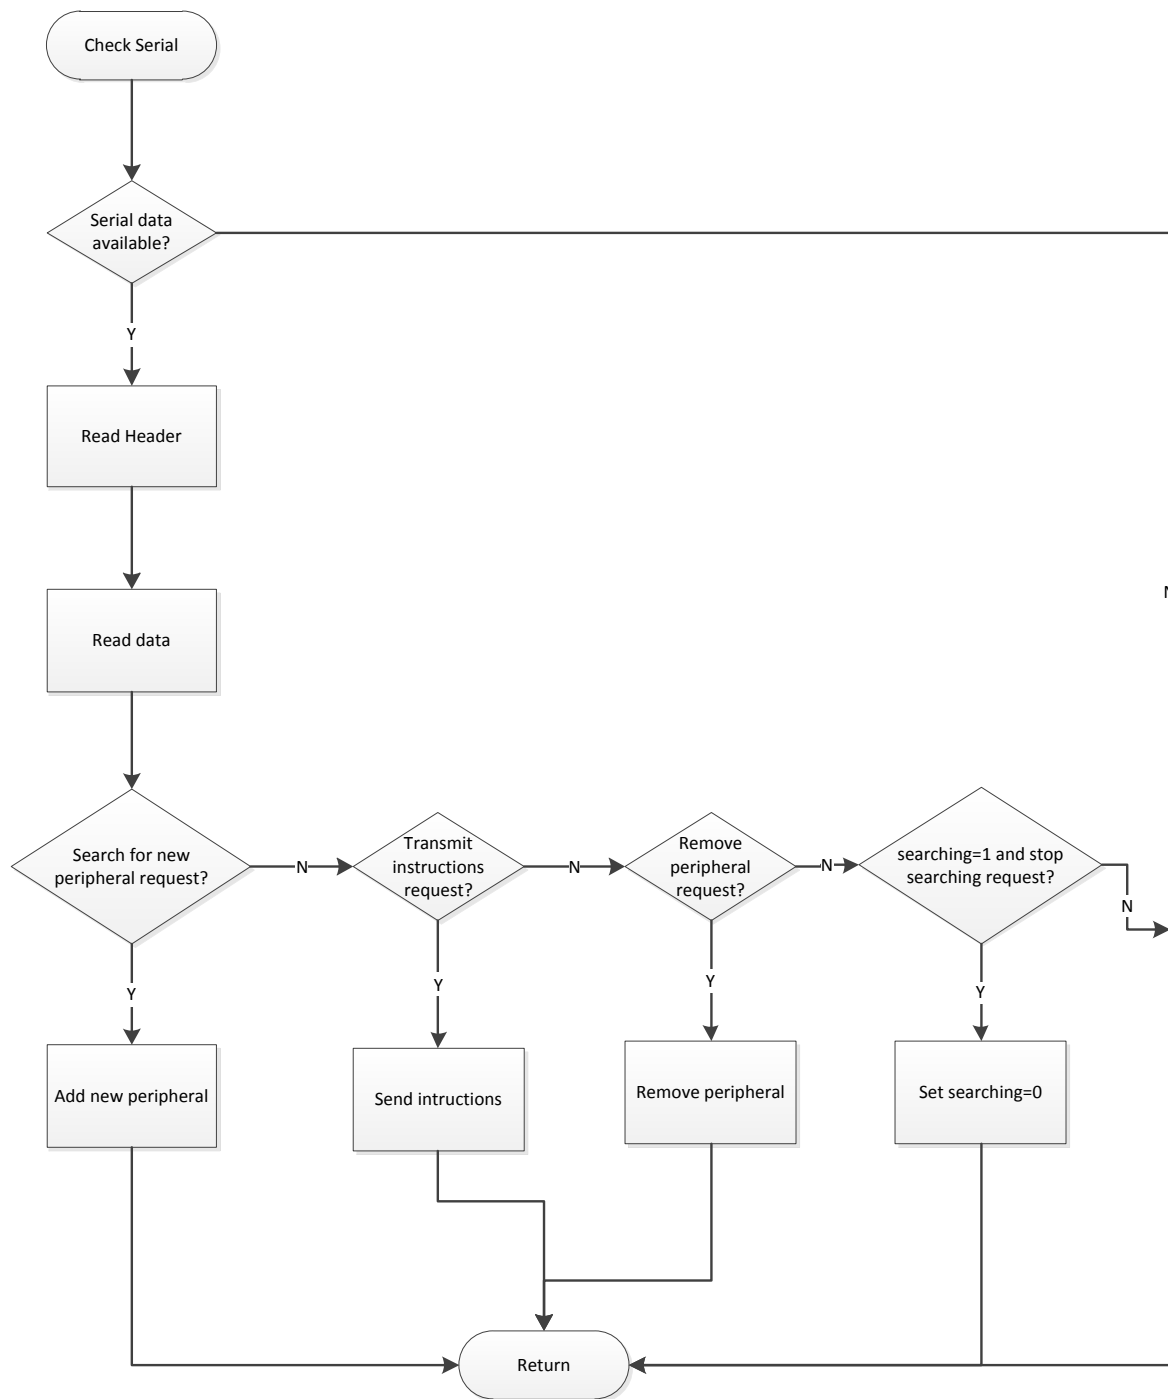 Check Serial
Serial data
available?
Y
Read Header
N
Read data
Search for new
peripheral request?
N
Transmit
instructions
request?
N
Remove
peripheral
request?
N
searching=1 and stop
searching request?
N
Y
Y
Y
Y
Add new peripheral
Send intructions
Remove peripheral
Set searching=0
Return